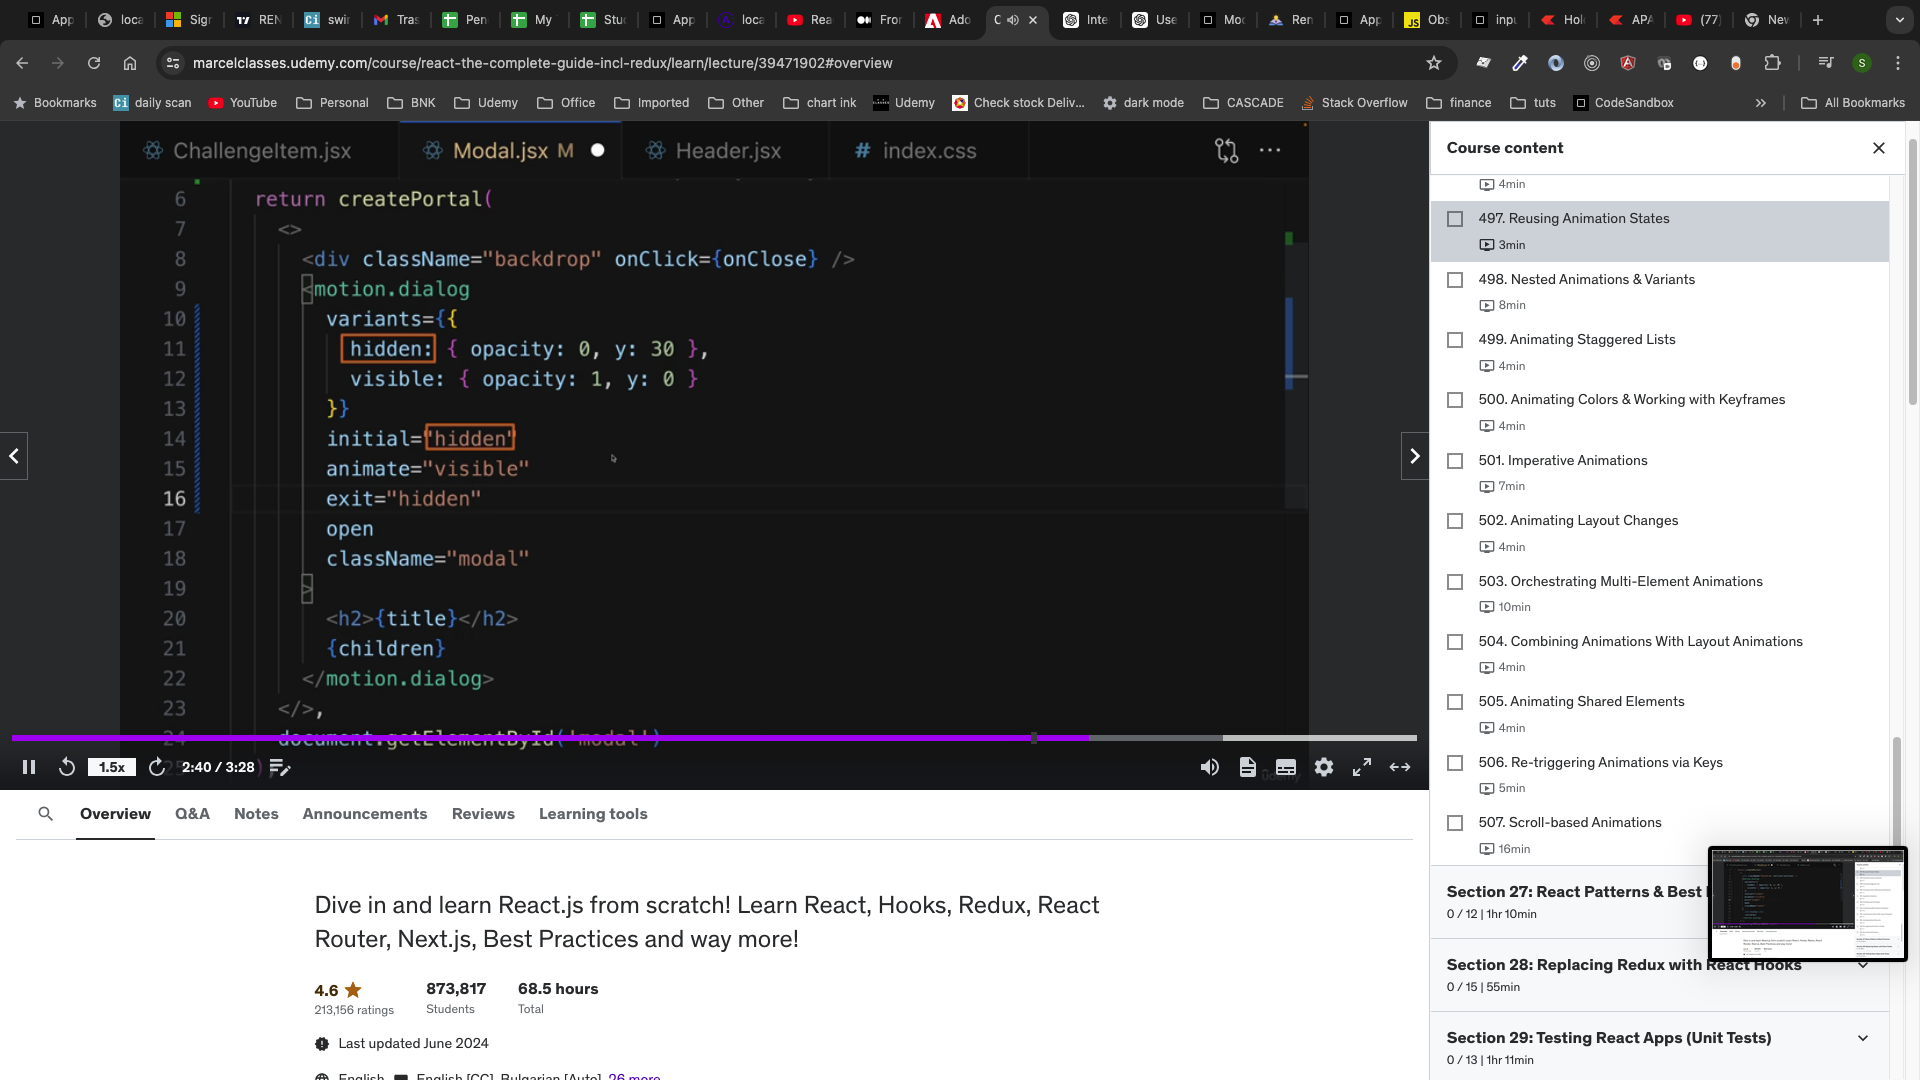 App
loca
Sign
REN
swin
Tras
Pen
My
Stoc
App
loca
Rea
Fror
Ado
C
Inte
Use
Mod
Ren
App
Obs
inpu
Hol
APA
(77)
New
marcelclasses.udemy.com/course/react-the-complete-guide-incl-redux/learn/lecture/39471902#overview
S
Bookmarks
daily scan
YouTube
Personal
BNK
Udemy
Office
Imported
Other
chart ink
Udemy
Check stock Deliv...
dark mode
CASCADE
Stack Overflow
finance
tuts
CodeSandbox
»
All Bookmarks
ChallengeItem.jsx
Modal.jsx M
Header.jsx
# index.css
6 return createPortal(
7 <>
8 <div className="backdrop" onClick={onClose} />
9 <motion.dialog
10 variants={{
11 hidden: { opacity: 0, y: 30 },
12 visible: { opacity: 1, y: 0 }
13 }}
14 initial="hidden"
15 animate="visible"
16 exit="hidden"
17 open
18 className="modal"
19 >
20 <h2>{title}</h2>
21 {children}
22 </motion.dialog>
23 </>,
24 document.getElementById('modal')
25 );
1.5x
2:40 / 3:28
udemy
Overview
Q&A
Notes
Announcements
Reviews
Learning tools
Dive in and learn React.js from scratch! Learn React, Hooks, Redux, React
Router, Next.js, Best Practices and way more!
4.6
213,156 ratings
873,817
Students
68.5 hours
Total
Last updated June 2024
English
English [CC], Bulgarian [Auto], 26 more
Course content
4min
497. Reusing Animation States
3min
498. Nested Animations & Variants
8min
499. Animating Staggered Lists
4min
500. Animating Colors & Working with Keyframes
4min
501. Imperative Animations
7min
502. Animating Layout Changes
4min
503. Orchestrating Multi-Element Animations
10min
504. Combining Animations With Layout Animations
4min
505. Animating Shared Elements
4min
506. Re-triggering Animations via Keys
5min
507. Scroll-based Animations
16min
Section 27: React Patterns & Best
0 / 12 | 1hr 10min
Section 28: Replacing Redux with React Hooks
0 / 15 | 55min
Section 29: Testing React Apps (Unit Tests)
0 / 13 | 1hr 11min